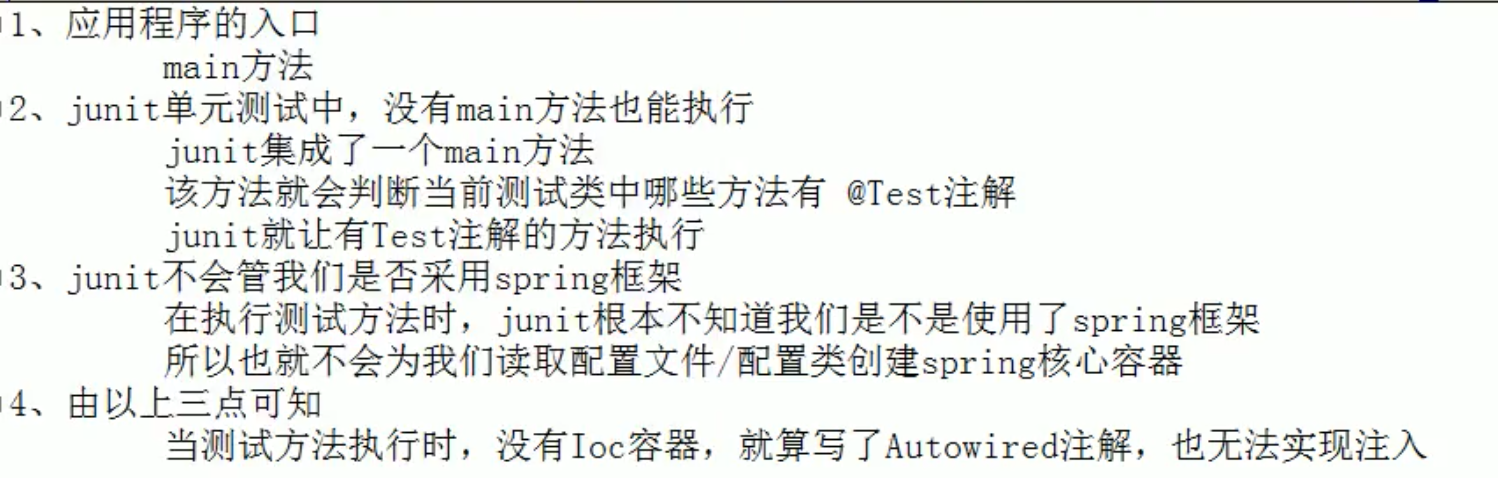 1、应用程序的入口
main方法
2、junit单元测试中，没有main方法也能执行
junit集成了一个main方法
该方法就会判断当前测试类中哪些方法有 @Test注解
junit就让有Test注解的方法执行
3、junit不会管我们是否采用spring框架
在执行测试方法时，junit根本不知道我们是不是使用了spring框架
所以也就不会为我们读取配置文件/配置类创建spring核心容器
4、由以上三点可知
当测试方法执行时，没有Ioc容器，就算写了Autowired注解，也无法实现注入